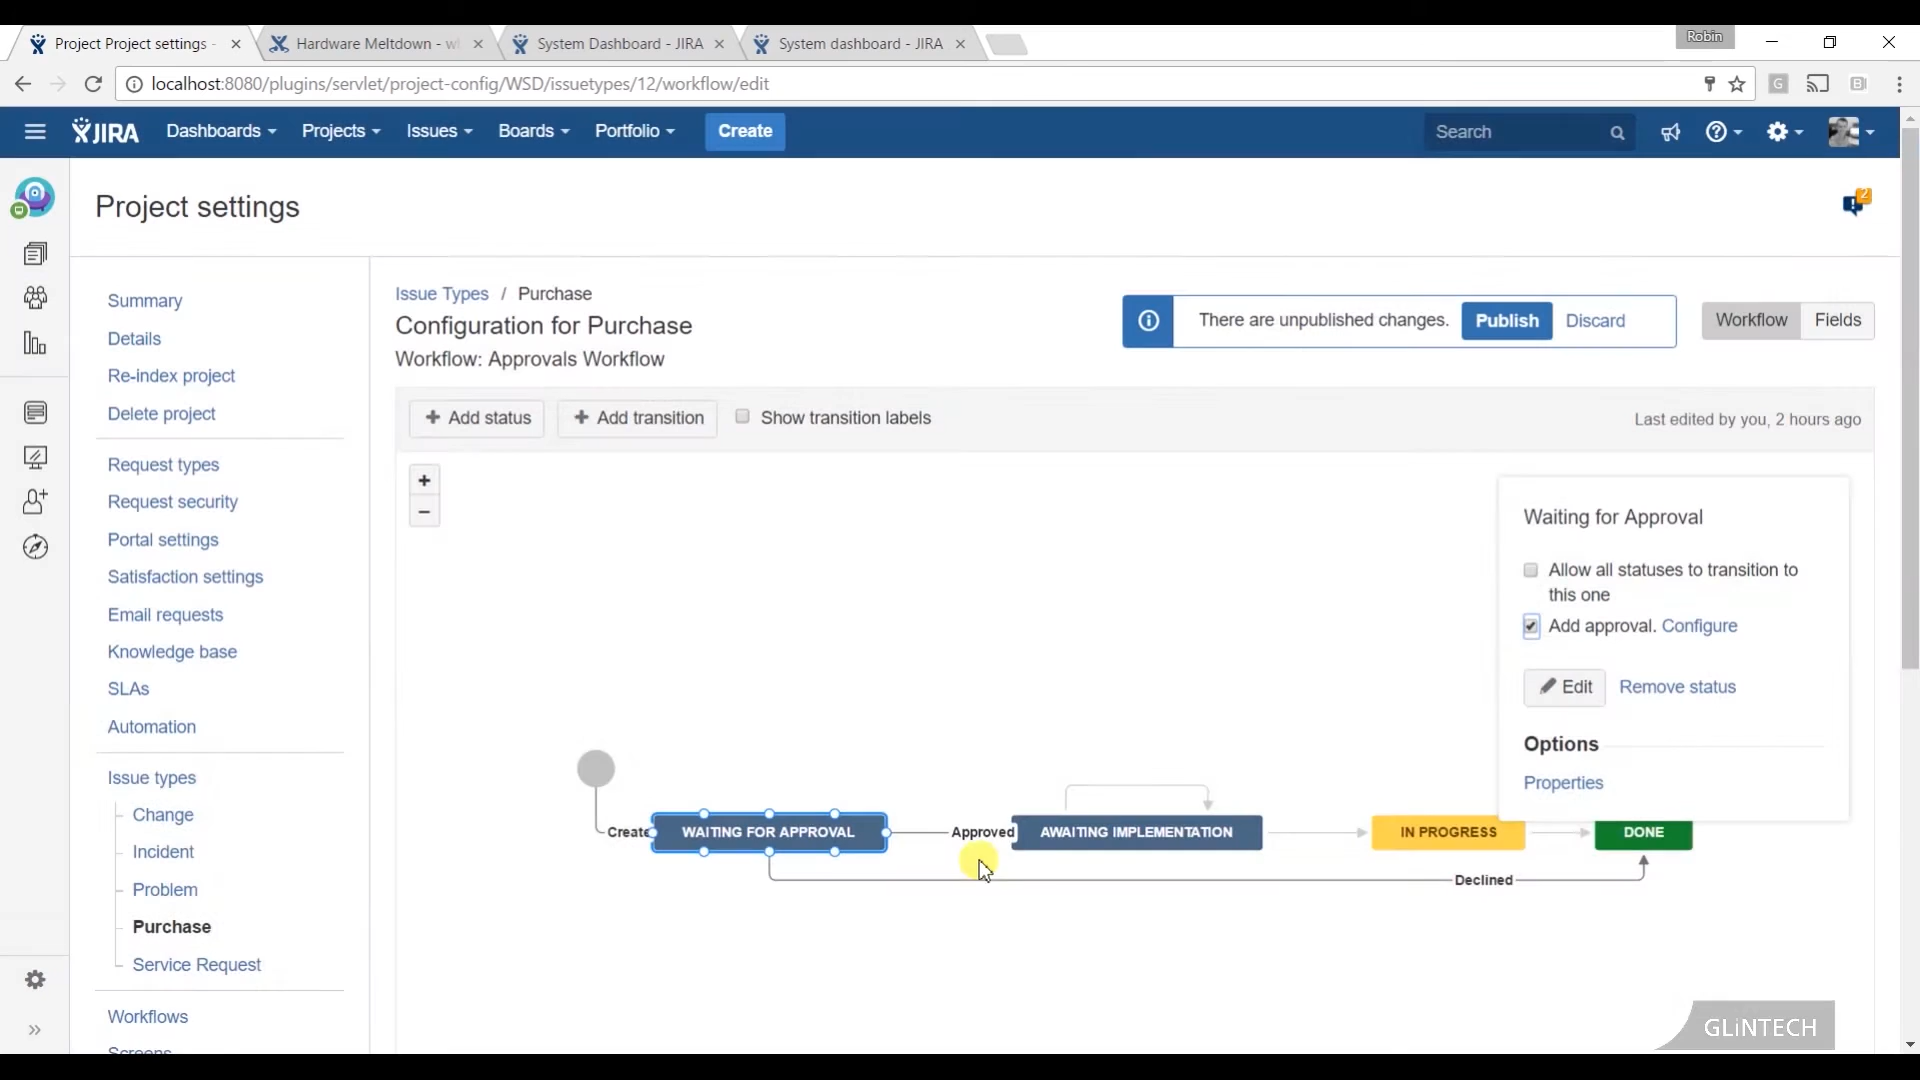 Robin
Project Project settings -
Hardware Meltdown - w
System Dashboard - JIRA
System dashboard - JIRA
localhost:8080/plugins/servlet/project-config/WSD/issuetypes/12/workflow/edit
JIRA
Dashboards
Projects
Issues
Boards
Portfolio
Create
Search
Project settings
2
Summary
Details
Re-index project
Delete project
Request types
Request security
Portal settings
Satisfaction settings
Email requests
Knowledge base
SLAs
Automation
Issue types
Change
Incident
Problem
Purchase
Service Request
Workflows
Screens
Issue Types / Purchase
Configuration for Purchase
Workflow: Approvals Workflow
There are unpublished changes.
Publish
Discard
Workflow
Fields
+ Add status
+ Add transition
Show transition labels
Last edited by you, 2 hours ago
+
−
Waiting for Approval
Allow all statuses to transition to
this one
Add approval. Configure
Edit
Remove status
Options
Properties
Create
WAITING FOR APPROVAL
Approved
AWAITING IMPLEMENTATION
IN PROGRESS
DONE
Declined
GLiNTECH